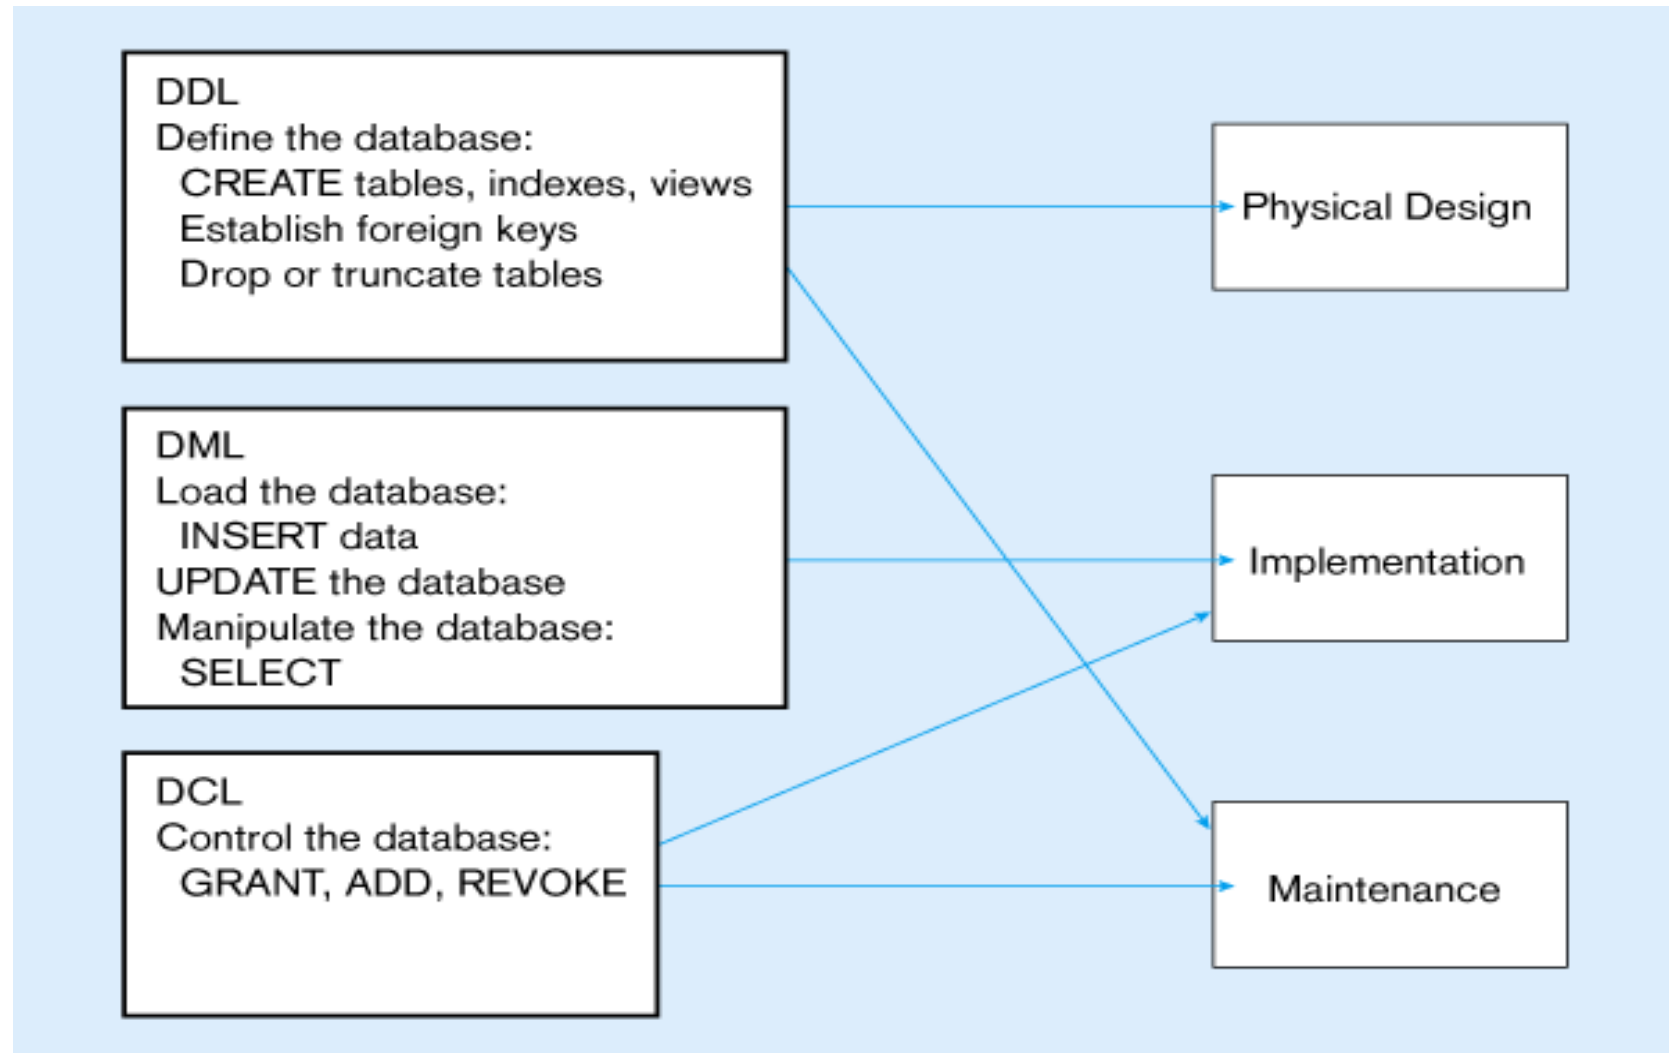 DDL
Define the database:
CREATE tables, indexes, views
Establish foreign keys
Drop or truncate tables
DML
Load the database:
INSERT data
UPDATE the database
Manipulate the database:
SELECT
DCL
Control the database:
GRANT, ADD, REVOKE
Physical Design
Implementation
Maintenance